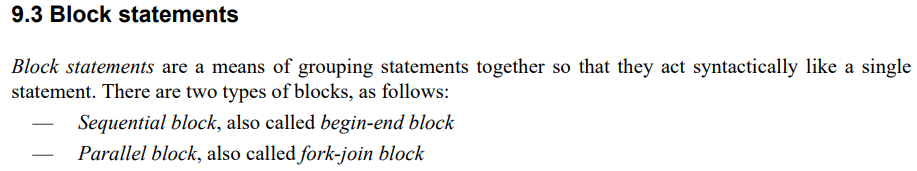 9.3 Block statements
Block statements are a means of grouping statements together so that they act syntactically like a single
statement. There are two types of blocks, as follows:
— Sequential block, also called begin-end block
— Parallel block, also called fork-join block